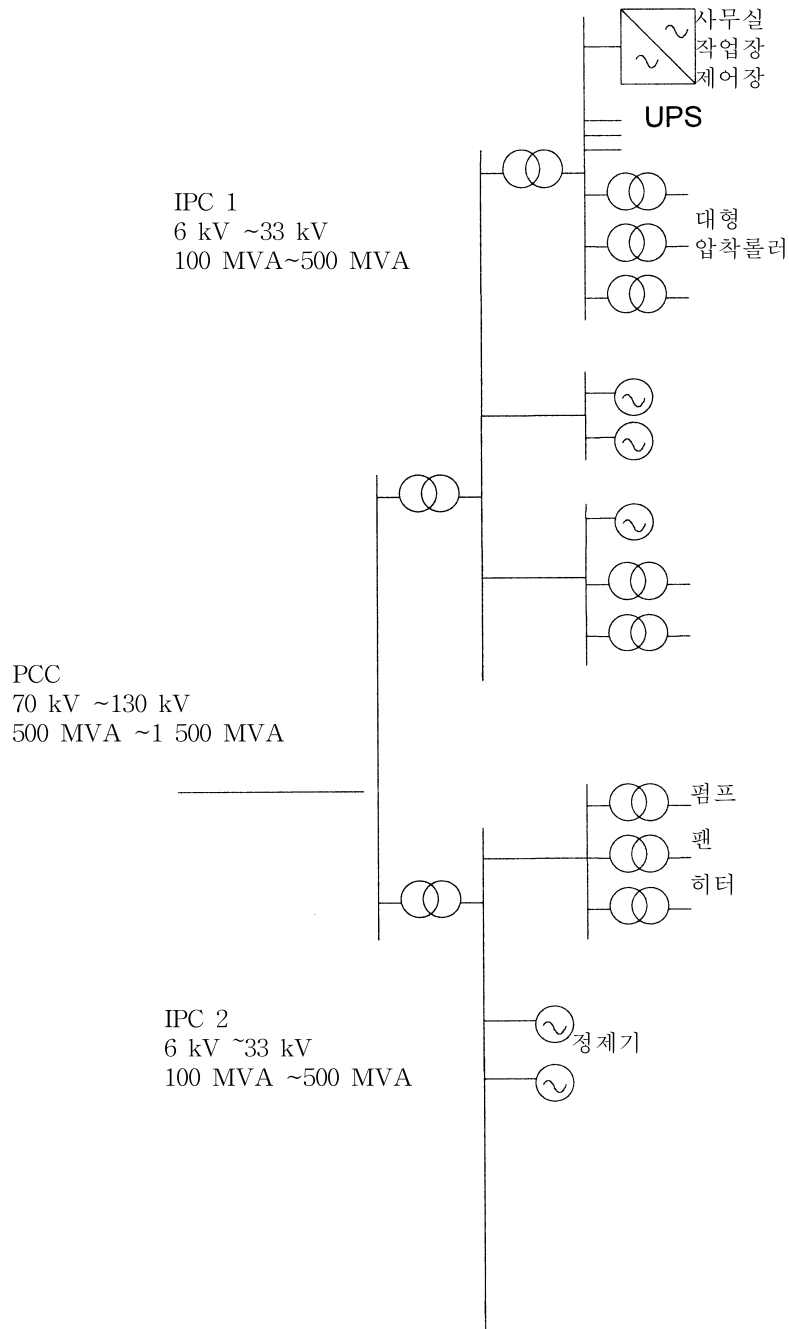 사무실
작업장
제어장
UPS
IPC 1
6 kV ~33 kV
100 MVA~500 MVA
대형
압착롤러
PCC
70 kV ~130 kV
500 MVA ~1 500 MVA
펌프
팬
히터
IPC 2
6 kV ~33 kV
100 MVA ~500 MVA
정제기